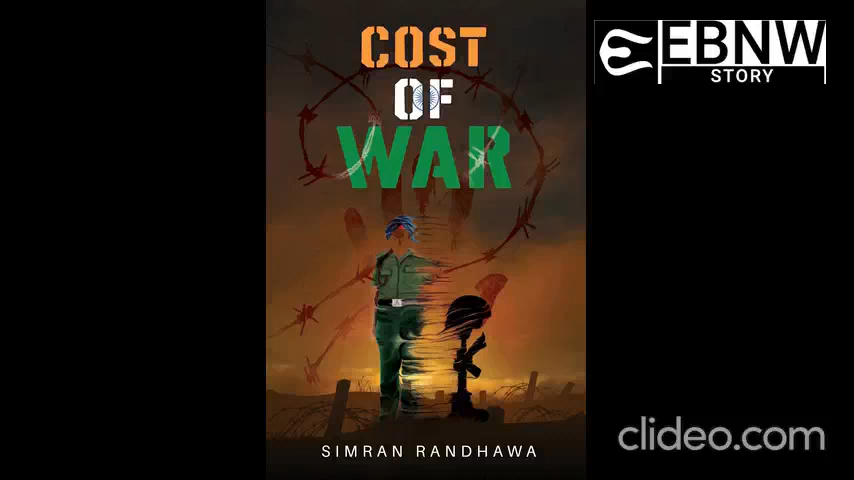 COST
OF
WAR
SIMRAN RANDHAWA
EBNW
STORY
clideo.com